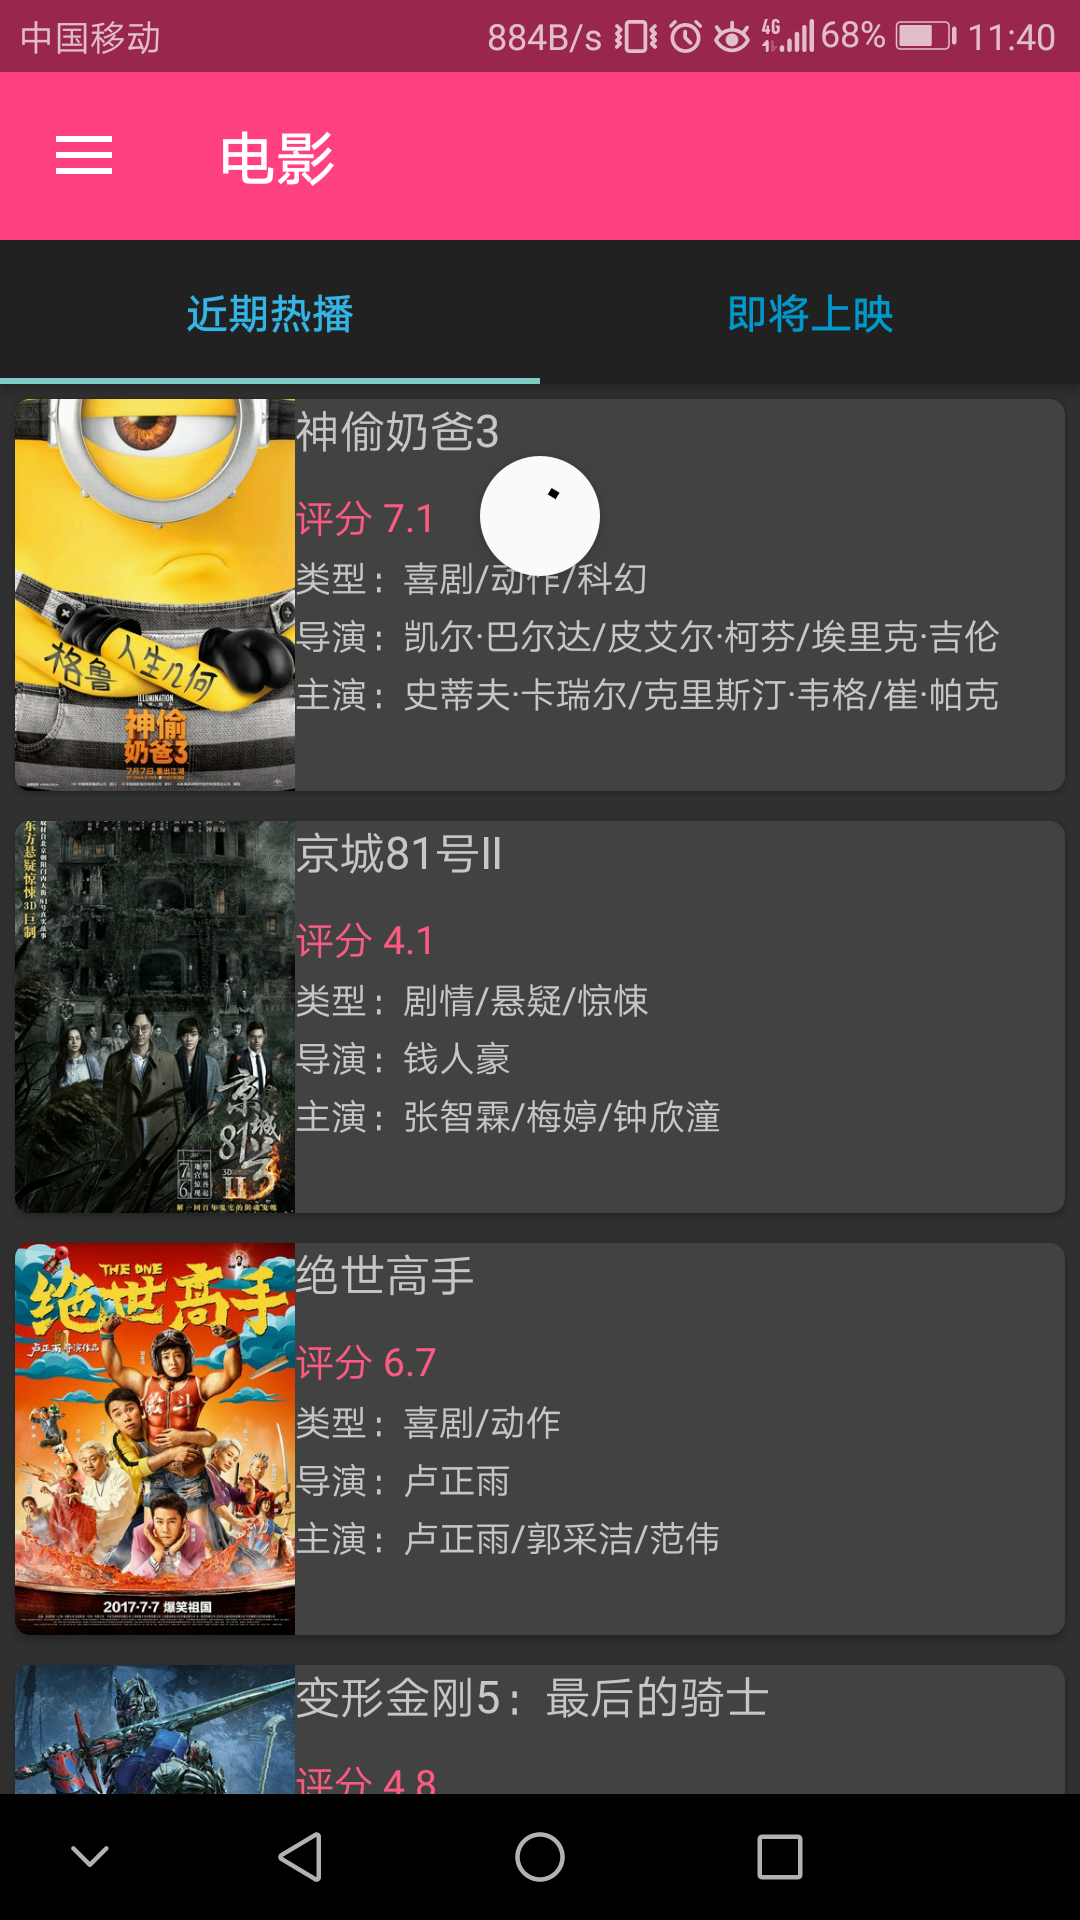 中国移动 884B/s 4G 68% 11:40
电影
近期热播 即将上映
神偷奶爸3
评分 7.1
类型：喜剧/动作/科幻
导演：凯尔·巴尔达/皮艾尔·柯芬/埃里克·吉伦
主演：史蒂夫·卡瑞尔/克里斯汀·韦格/崔·帕克
格鲁 人生几何
ILLUMINATION
神偷
奶爸3
京城81号II
评分 4.1
类型：剧情/悬疑/惊悚
导演：钱人豪
主演：张智霖/梅婷/钟欣潼
东方悬疑惊悚3D巨制
京城
81号
3D
II
绝世高手
评分 6.7
类型：喜剧/动作
导演：卢正雨
主演：卢正雨/郭采洁/范伟
THE ONE
绝世高手
卢正雨导演作品
2017·7·7 爆笑祖国
变形金刚5：最后的骑士
评分 4.8